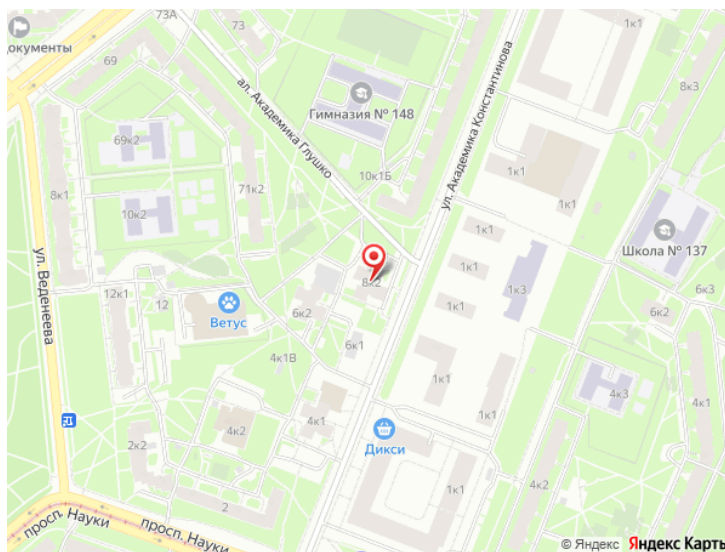 73А
73
документы
69
ул. Академика Константинова
1к1
1к1
8к3
ал. Академика Глушко
Гимназия № 148
69к2
10к1Б
1к1
1к1
8к1
71к2
10к2
1к1
Школа № 137
ул. Веденеева
1к1
8к2
1к3
6к3
12к1
12
Ветус
6к2
1к1
6к2
6к1
4к1В
1к1
4к3
4к1
1к1
4к1
4к2
2к2
Дикси
4к2
1к1
2
просп. Науки
просп. Науки
© Яндекс Яндекс Карты